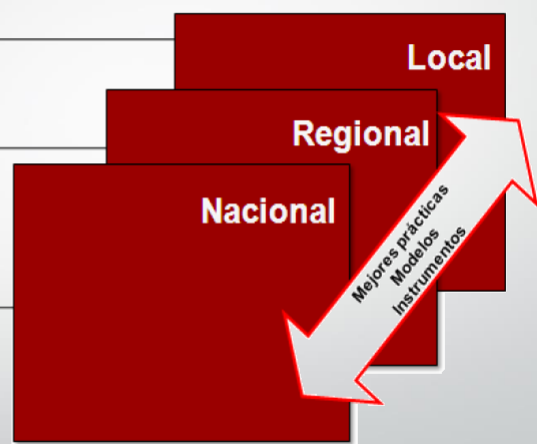 Local
Regional
Nacional
Mejores prácticas
Modelos
Instrumentos